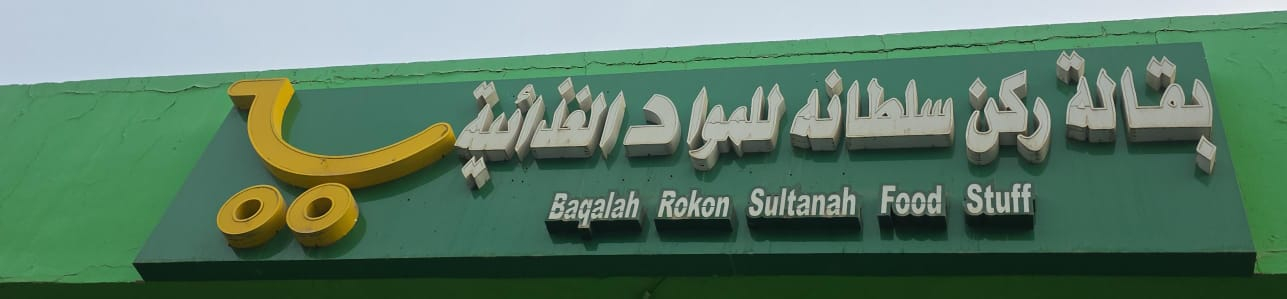 بقالة ركن سلطانه للمواد الغذائية
Baqalah Rokon Sultanah Food Stuff